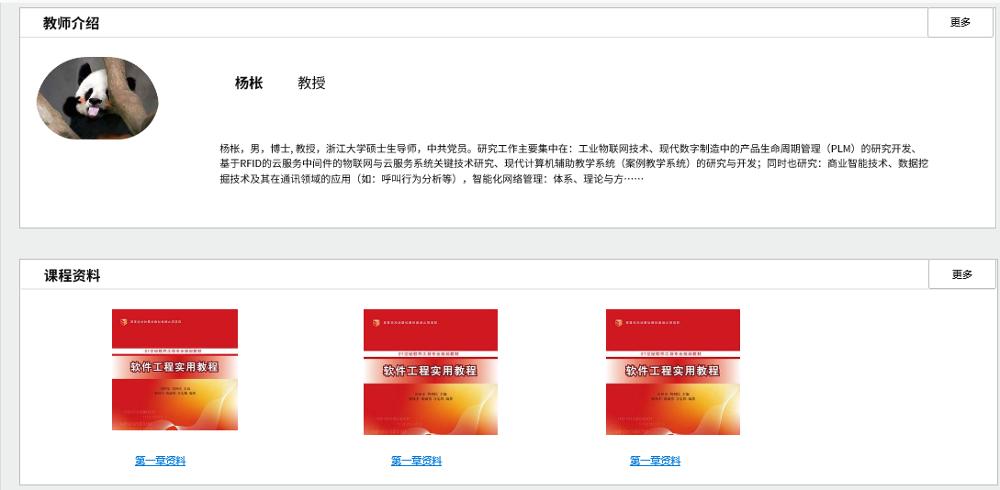 教师介绍
更多
杨枨 教授
杨枨，男，博士, 教授，浙江大学硕士生导师，中共党员。研究工作主要集中在：工业物联网技术、现代数字制造中的产品生命周期管理（PLM）的研究开发、
基于RFID的云服务中间件的物联网与云服务系统关键技术研究、现代计算机辅助教学系统（案例教学系统）的研究与开发；同时也研究：商业智能技术、数据挖
掘技术及其在通讯领域的应用（如：呼叫行为分析等），智能化网络管理：体系、理论与方……
课程资料
更多
21世纪软件工程专业规划教材
软件工程实用教程
21世纪软件工程专业规划教材
软件工程实用教程
21世纪软件工程专业规划教材
软件工程实用教程
第一章资料
第一章资料
第一章资料